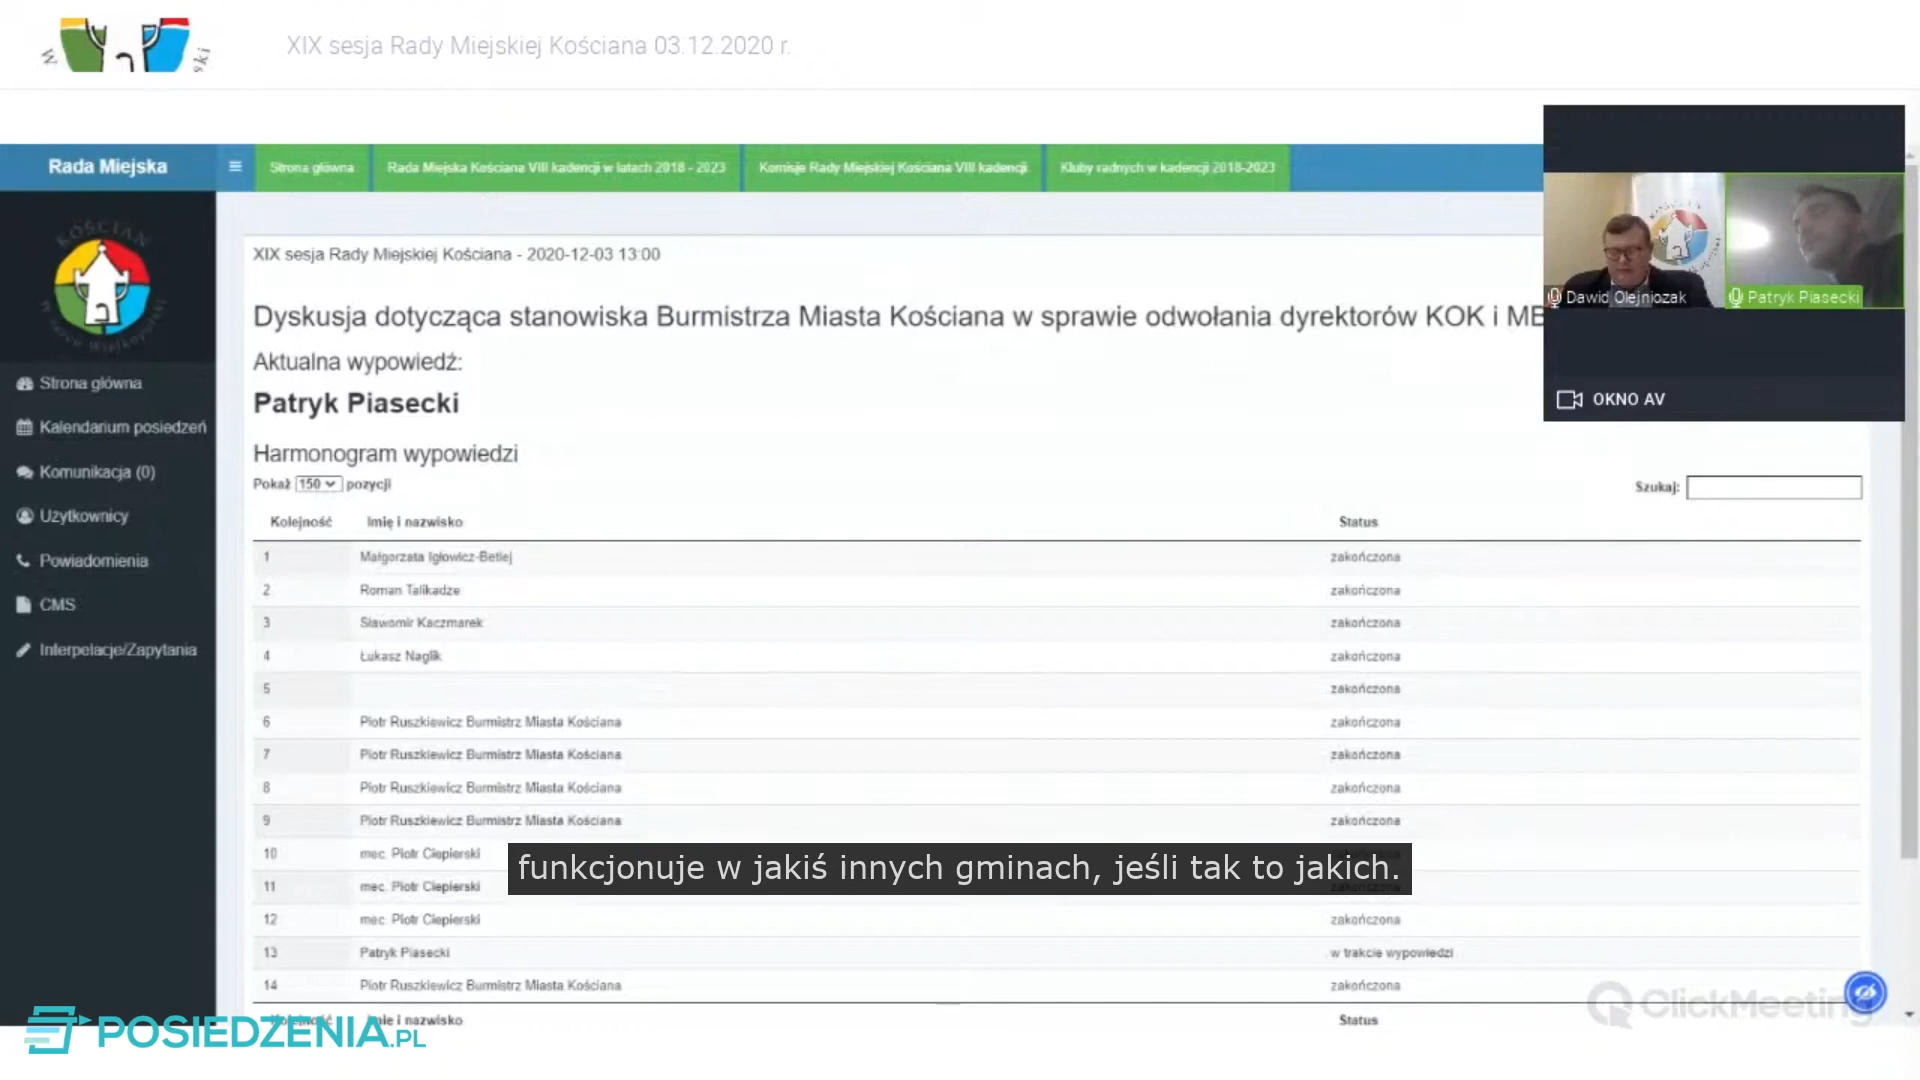 XIX sesja Rady Miejskiej Kościana 03.12.2020 r.
Rada Miejska
Strona główna
Rada Miejska Kościana VIII kadencji w latach 2018 - 2023
Komisje Rady Miejskiej Kościana VIII kadencji
Kluby radnych w kadencji 2018-2023
KOŚCIAN
Strona główna
Kalendarium posiedzeń
Komunikacja (0)
Użytkownicy
Powiadomienia
CMS
Interpelacje/Zapytania
XIX sesja Rady Miejskiej Kościana - 2020-12-03 13:00
Dyskusja dotycząca stanowiska Burmistrza Miasta Kościana w sprawie odwołania dyrektorów KOK i
Aktualna wypowiedź:
Patryk Piasecki
Harmonogram wypowiedzi
Pokaż 150 pozycji
Szukaj:
Kolejność Imię i nazwisko Status
1 Małgorzata Igłowicz-Betlej zakończona
2 Roman Talikadze zakończona
3 Sławomir Kaczmarek zakończona
4 Łukasz Naglik zakończona
5 zakończona
6 Piotr Ruszkiewicz Burmistrz Miasta Kościana zakończona
7 Piotr Ruszkiewicz Burmistrz Miasta Kościana zakończona
8 Piotr Ruszkiewicz Burmistrz Miasta Kościana zakończona
9 Piotr Ruszkiewicz Burmistrz Miasta Kościana zakończona
10 mec. Piotr Ciepierski
11 mec. Piotr Ciepierski
12 mec. Piotr Ciepierski zakończona
13 Patryk Piasecki w trakcie wypowiedzi
14 Piotr Ruszkiewicz Burmistrz Miasta Kościana zakończona
i nazwisko Status
Dawid Olejniozak
Patryk Piasecki
OKNO AV
funkcjonuje w jakiś innych gminach, jeśli tak to jakich.
POSIEDZENIA.PL
ClickMeeting